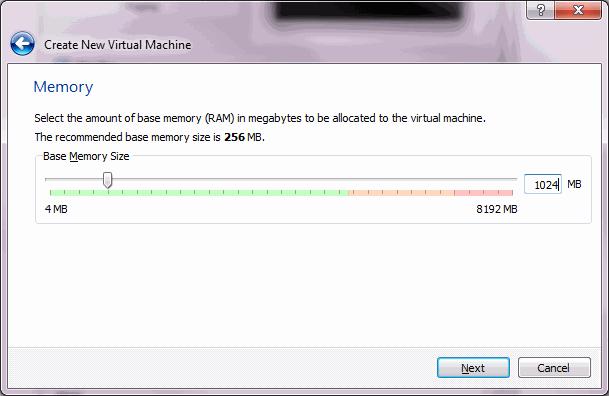 ?
Create New Virtual Machine
Memory
Select the amount of base memory (RAM) in megabytes to be allocated to the virtual machine.
The recommended base memory size is 256 MB.
Base Memory Size
1024 MB
4 MB 8192 MB
Next Cancel